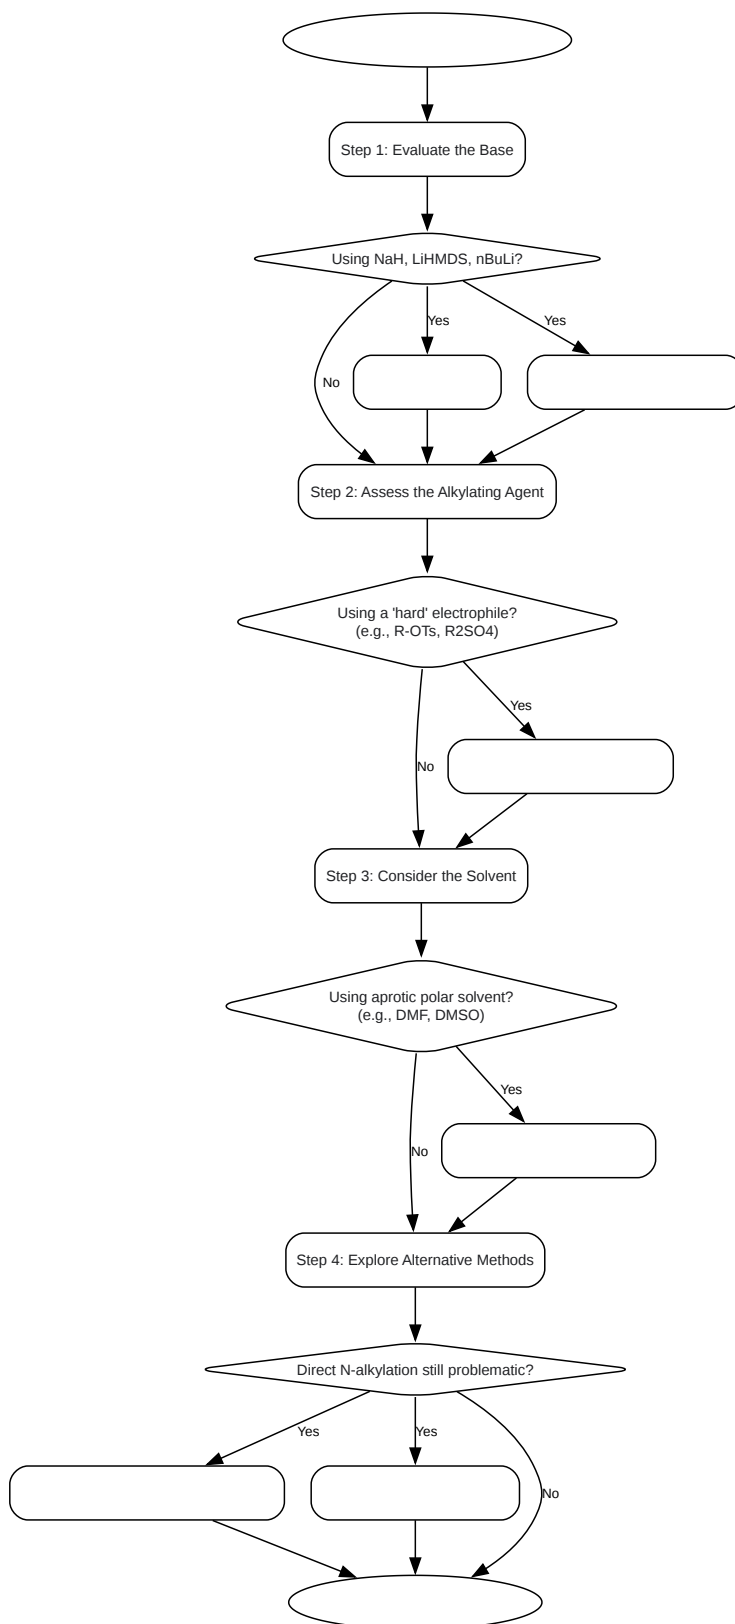 Step 1: Evaluate the Base
Using NaH, LiHMDS, nBuLi?
Yes
Yes
No
Step 2: Assess the Alkylating Agent
Using a 'hard' electrophile?
(e.g., R-OTs, R2SO4)
Yes
No
Step 3: Consider the Solvent
Using aprotic polar solvent?
(e.g., DMF, DMSO)
Yes
No
Step 4: Explore Alternative Methods
Direct N-alkylation still problematic?
Yes
Yes
No